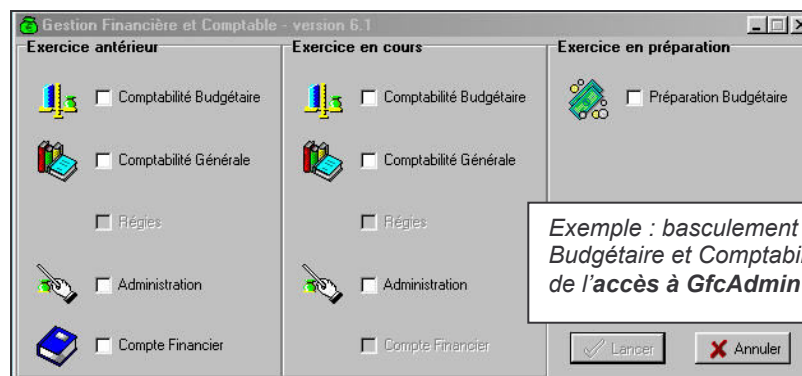 Gestion Financière et Comptable - version 6.1
Exercice antérieur
Comptabilité Budgétaire
Comptabilité Générale
Régies
Administration
Compte Financier
Exercice en cours
Comptabilité Budgétaire
Comptabilité Générale
Régies
Administration
Compte Financier
Exercice en préparation
Préparation Budgétaire
Exemple : basculement
Budgétaire et Comptabi
de l'accès à GfcAdmin
Lancer
Annuler